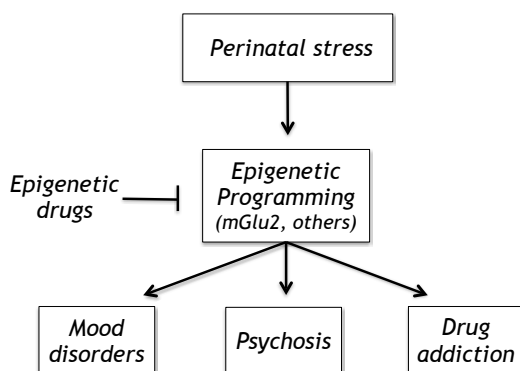 Perinatal stress
Epigenetic
Programming
(mGlu2, others)
Epigenetic
drugs
Mood
disorders
Psychosis
Drug
addiction